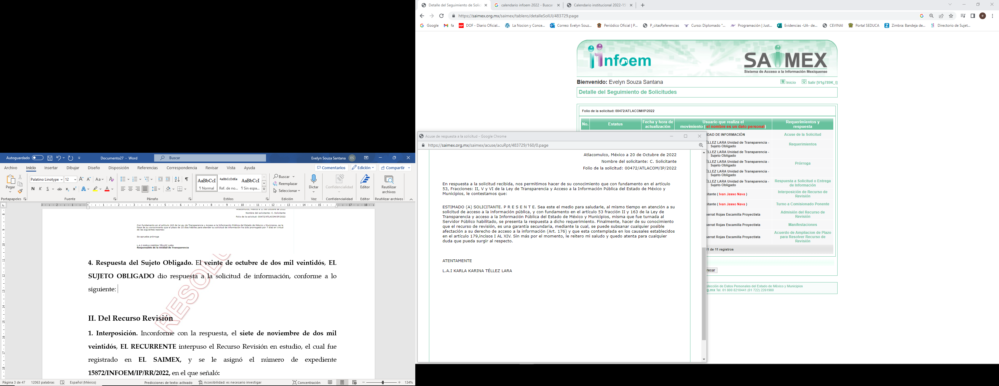 Autoguardado
Documento27 - Word
Buscar
Evelyn Souza Santana
ES
Archivo Inicio Insertar Dibujar Diseño Disposición Referencias Correspondencia Revisar Vista Ayuda
Comentarios Edición Compartir
Pegar
Palatino Linotype 12
N K S ab x₂ x²
AaBbCcI AaBbCcDdEe AaBbCcI
¶ Normal Ref. de no... ¶ Sin espa...
Buscar
Reemplazar
Seleccionar
Dictar
Confidencialidad
Editor
Reutilizar archivos
Portapapeles Fuente Párrafo Estilos Edición Voz Confidencialidad Editor Reutilizar archivos
Atlacomulco, México a 11 de Octubre de 2022
Nombre del solicitante: C. Solicitante
Folio de la solicitud: 00472/ATLACOM/IP/2022
Con fundamento en el artículo 163 de la Ley de Transparencia y Acceso a la Información Pública del Estado de México y Municipios, se le
hace de su conocimiento que el plazo de 15 días hábiles para atender su solicitud de información ha sido prorrogado por 7 días en virtud
de las siguientes razones:
Se aprueba prórroga
L.A.I KARLA KARINA TÉLLEZ LARA
Responsable de la Unidad de Transparencia
4. Respuesta del Sujeto Obligado. El veinte de octubre de dos mil veintidós, EL
SUJETO OBLIGADO dio respuesta a la solicitud de información, conforme a lo
siguiente:
RESOLU
II. Del Recurso Revisión
1. Interposición. Inconforme con la respuesta, el siete de noviembre de dos mil
veintidós, EL RECURRENTE interpuso el Recurso Revisión en estudio, el cual fue
registrado en EL SAIMEX, y se le asignó el número de expediente
15872/INFOEM/IP/RR/2022, en el que señaló:
Página 3 de 47 12063 palabras Español (México) Predicciones de texto: activado Accesibilidad: es necesario investigar Concentración 134%
Detalle del Seguimiento de Solic
calendario infoem 2022 - Buscar
Calendario institucional 2022-15
https://saimex.org.mx/saimex/tablero/detalleSolUI/483729.page
Google fa DOF - Diario Oficial... La Nocion y Conce... Correo: Evelyn Souz... Periódico Oficial | P... P_citasReferencias Curso: Diplomado "... Programación | Just... Evidencias -UA- de... CEVINAI Portal SEDUCA Zimbra: Bandeja de... Directorio de Sujet...
infoem
SAIMEX
Sistema de Acceso a la Información Mexiquense
Bienvenido: Evelyn Souza Santana
Inicio Salir [V1g789K_I]
Detalle del Seguimiento de Solicitudes
Folio de la solicitud: 00472/ATLACOM/IP/2022
No. Estatus Fecha y hora de actualización Usuario que realiza el movimiento ( el nombre es un dato personal) Requerimientos y respuesta
DAD DE INFORMACIÓN Acuse de la Solicitud
ÉLLEZ LARA Unidad de Transparencia - Sujeto Obligado Requerimientos
ÉLLEZ LARA Unidad de Transparencia - Sujeto Obligado
ÉLLEZ LARA Unidad de Transparencia - Sujeto Obligado Prórroga
ÉLLEZ LARA Unidad de Transparencia - Sujeto Obligado
ÉLLEZ LARA Unidad de Transparencia - Sujeto Obligado Respuesta a Solicitud o Entrega de Información
citante ( Ivan Jasso Nava ) Interposición de Recurso de Revisión
citante ( Ivan Jasso Nava ) Turno a Comisionado Ponente
serrat Rojas Escamilla Proyectista Admisión del Recurso de Revisión
serrat Rojas Escamilla Proyectista Manifestaciones
serrat Rojas Escamilla Proyectista Acuerdo de Ampliacion de Plazo para Resolver Recurso de Revisión
11 de 11 registros
resar
otección de Datos Personales del Estado de México y Municipios
g.mx Tel. 01 800 8210441 (01 722) 2261980
Acuse de respuesta a la solicitud - Google Chrome
https://saimex.org.mx/saimex/acuse/acuRpt/483729/160/0.page
Atlacomulco, México a 20 de Octubre de 2022
Nombre del solicitante: C. Solicitante
Folio de la solicitud: 00472/ATLACOM/IP/2022
En respuesta a la solicitud recibida, nos permitimos hacer de su conocimiento que con fundamento en el artículo
53, Fracciones: II, V y VI de la Ley de Transparencia y Acceso a la Información Pública del Estado de México y
Municipios, le contestamos que:
ESTIMADO (A) SOLICITANTE. P R E S E N T E. Sea este el medio para saludarle, al mismo tiempo en atención a su
solicitud de acceso a la información pública, y con fundamento en el artículo 53 fracción II y 163 de la Ley de
Transparencia y acceso a la Información Pública del Estado de México y Municipios, misma que fue turnada al
Servidor Público habilitado, se presenta la respuesta a dicho requerimiento. Finalmente, hacer de su conocimiento
que el recurso de revisión, es una garantía secundaria, mediante la cual, se puede subsanar cualquier posible
afectación a su derecho de acceso a la información (Art. 176) y que esta contemplada en los causales establecidos
en el artículo 179,incisos I AL XIV. Sin más por el momento, le reitero mi saludo y quedo atenta para cualquier
duda que pueda surgir al respecto.
ATENTAMENTE
L.A.I KARLA KARINA TÉLLEZ LARA